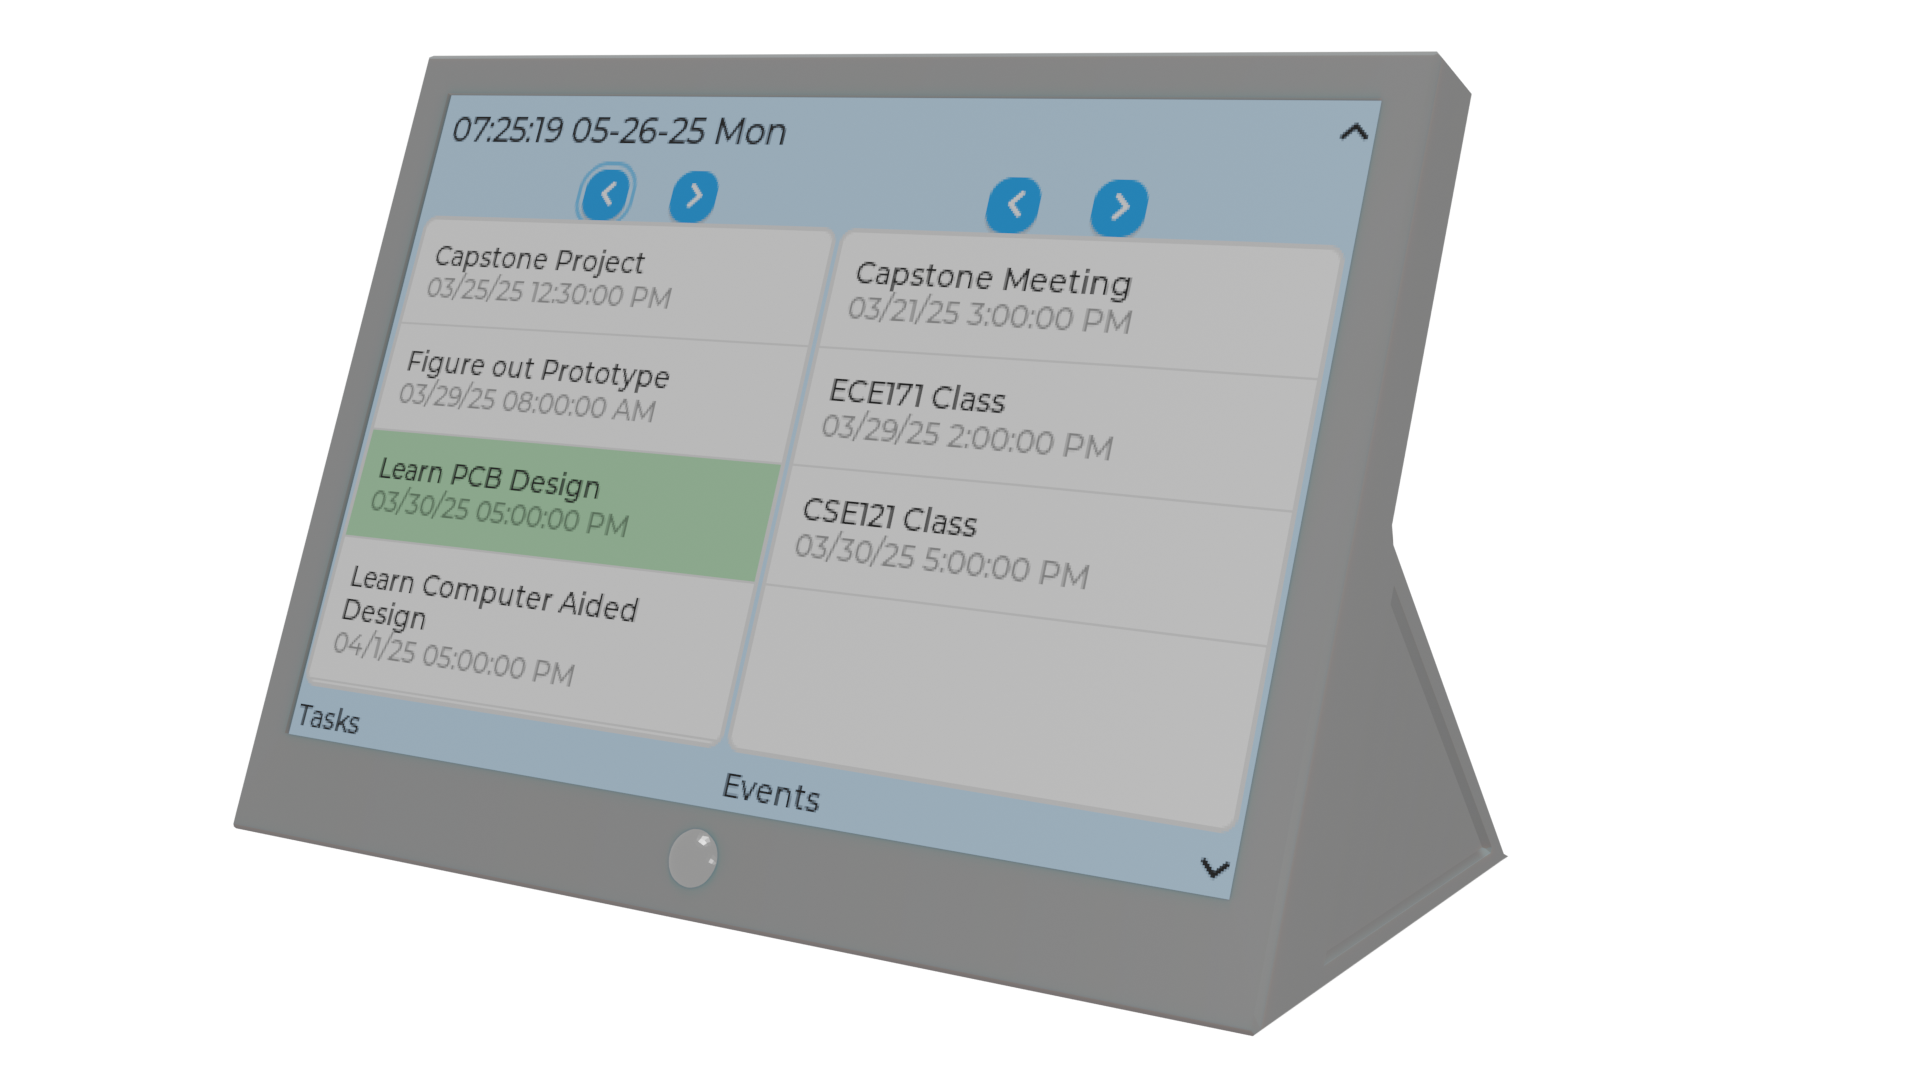 07:25:19 05-26-25 Mon
Capstone Project
03/25/25 12:30:00 PM
Figure out Prototype
03/29/25 08:00:00 AM
Learn PCB Design
03/30/25 05:00:00 PM
Learn Computer Aided
Design
04/1/25 05:00:00 PM
Tasks
Capstone Meeting
03/21/25 3:00:00 PM
ECE171 Class
03/29/25 2:00:00 PM
CSE121 Class
03/30/25 5:00:00 PM
Events